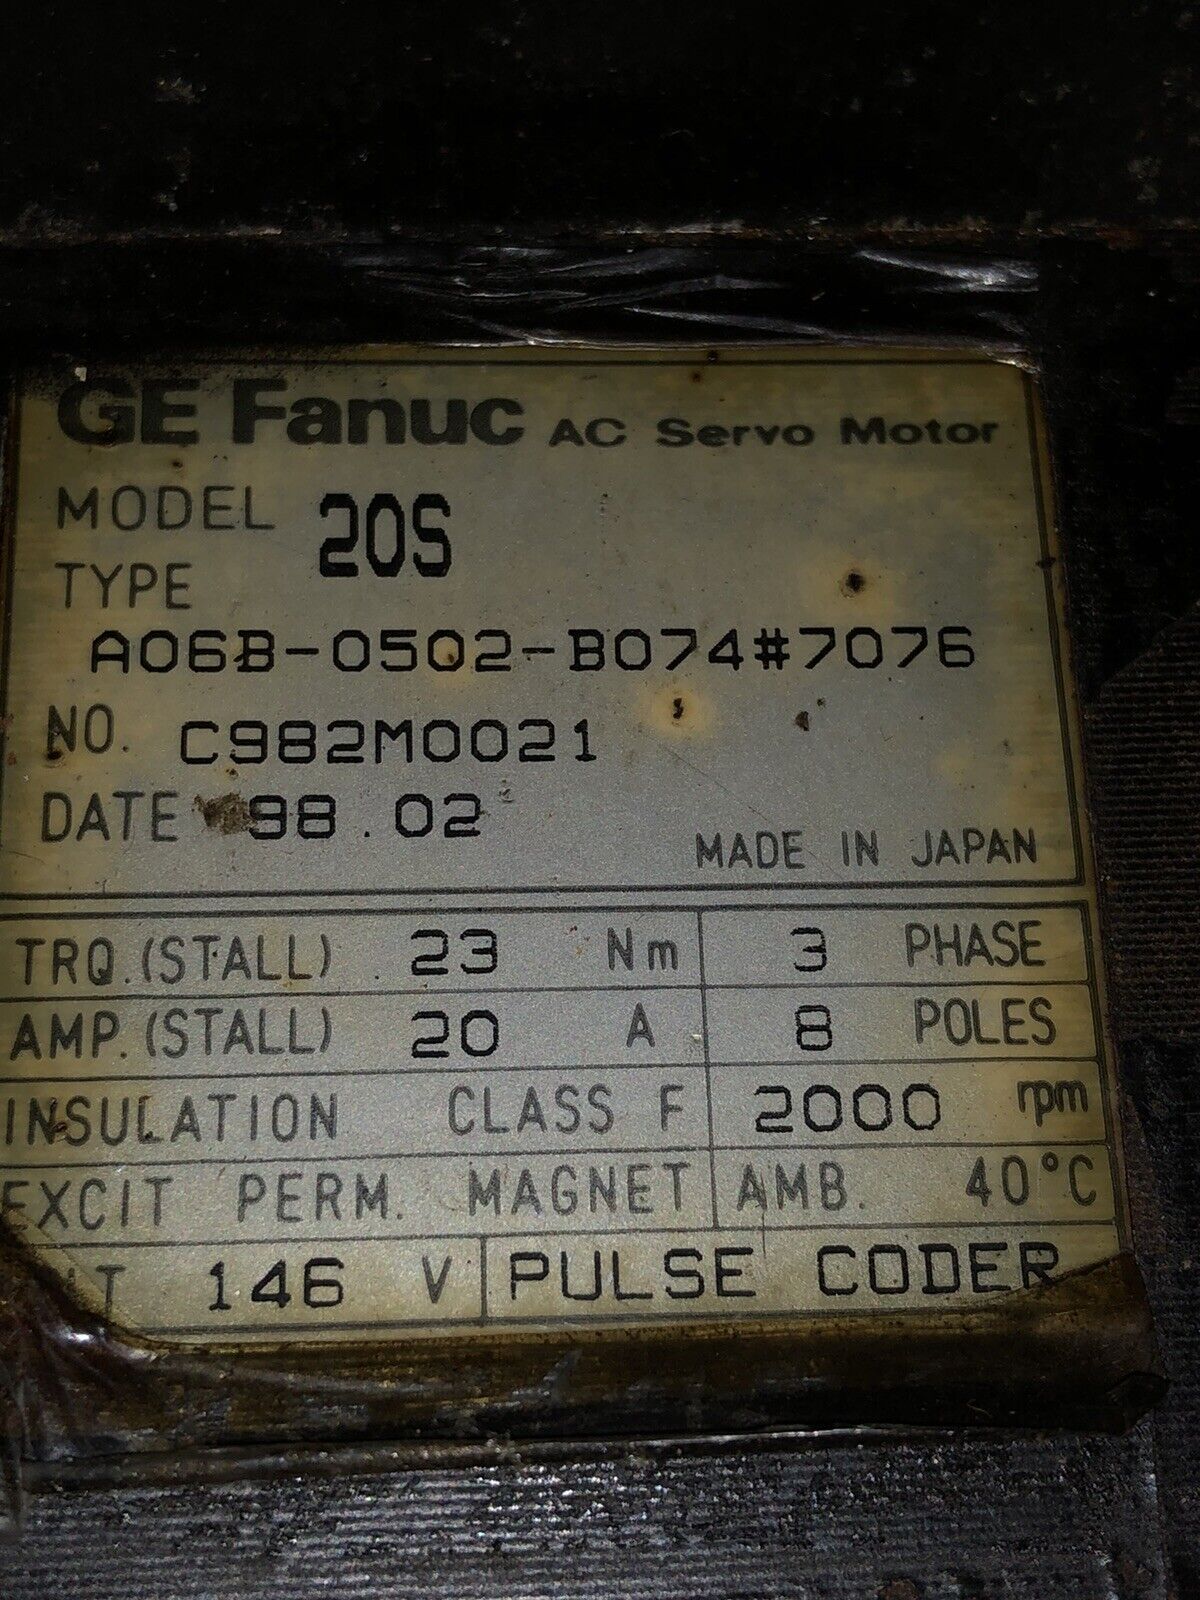 GE Fanuc AC Servo Motor
MODEL 20S
TYPE
A06B-0502-B074#7076
NO. C982M0021
DATE 98.02
MADE IN JAPAN
TRQ.(STALL) 23 Nm 3 PHASE
AMP.(STALL) 20 A 8 POLES
INSULATION CLASS F 2000 rpm
EXCIT PERM. MAGNET AMB. 40°C
146 V PULSE CODER